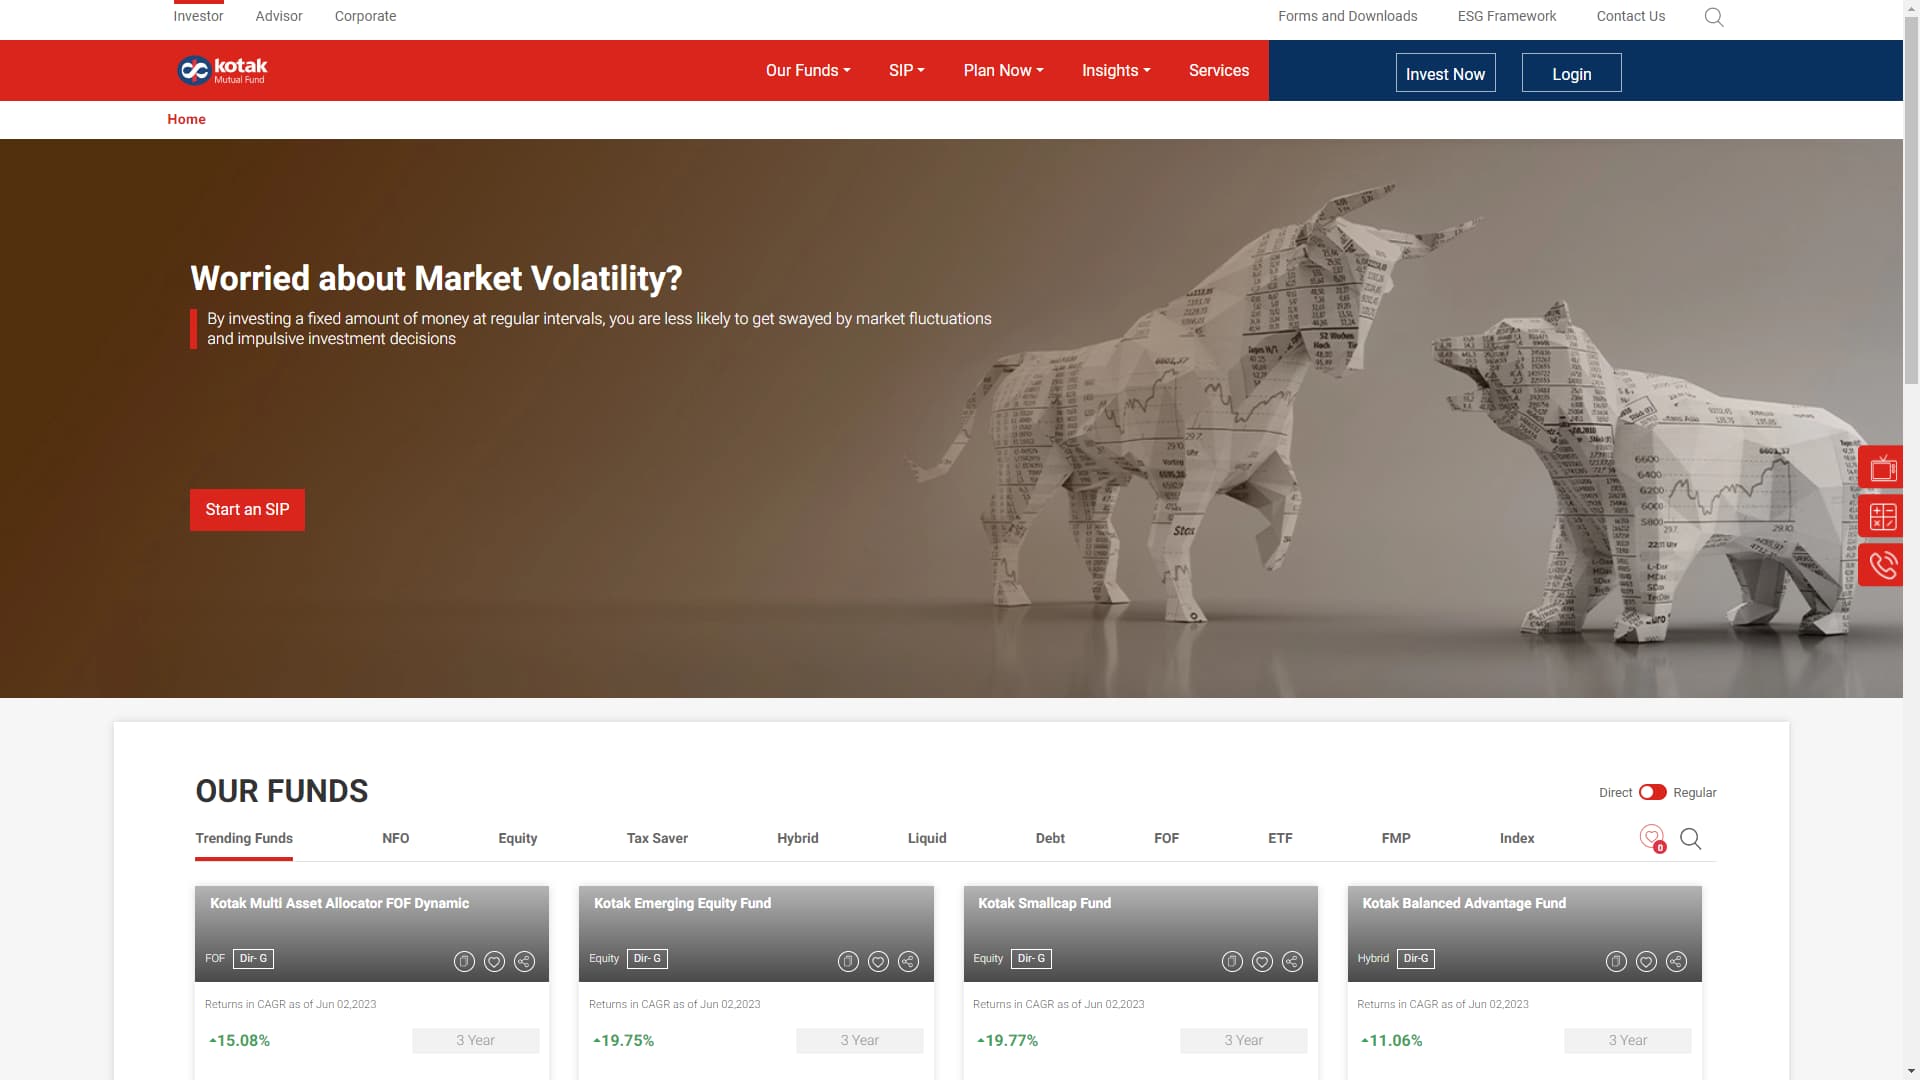 Investor
Advisor
Corporate
Forms and Downloads
ESG Framework
Contact Us
kotak
Mutual Fund
Our Funds
SIP
Plan Now
Insights
Services
Invest Now
Login
Home
Worried about Market Volatility?
By investing a fixed amount of money at regular intervals, you are less likely to get swayed by market fluctuations
and impulsive investment decisions
Start an SIP
OUR FUNDS
Direct
Regular
Trending Funds
NFO
Equity
Tax Saver
Hybrid
Liquid
Debt
FOF
ETF
FMP
Index
0
Kotak Multi Asset Allocator FOF Dynamic
FOF
Dir- G
Returns in CAGR as of Jun 02,2023
15.08%
3 Year
Kotak Emerging Equity Fund
Equity
Dir- G
Returns in CAGR as of Jun 02,2023
19.75%
3 Year
Kotak Smallcap Fund
Equity
Dir- G
Returns in CAGR as of Jun 02,2023
19.77%
3 Year
Kotak Balanced Advantage Fund
Hybrid
Dir-G
Returns in CAGR as of Jun 02,2023
11.06%
3 Year